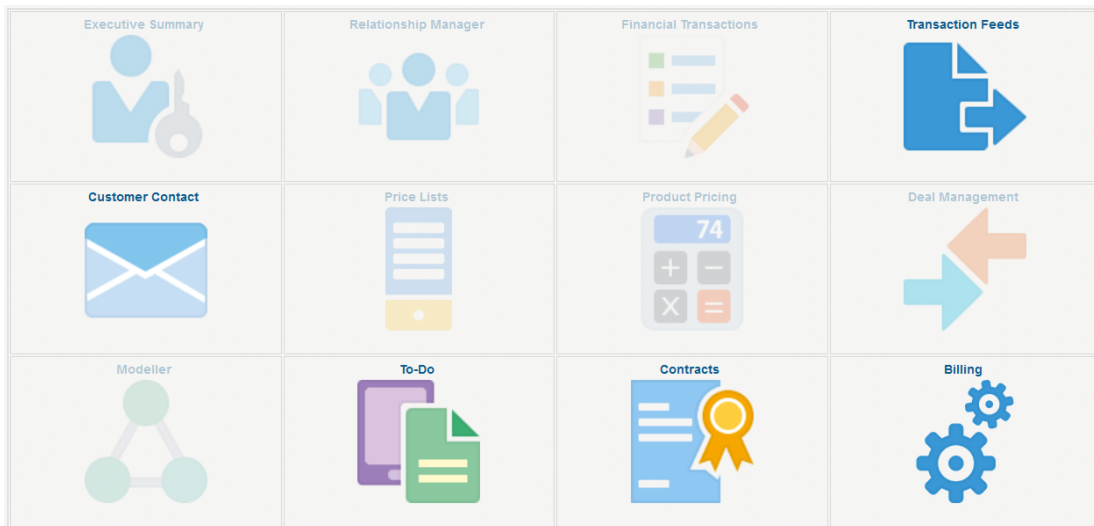 Executive Summary
Relationship Manager
Financial Transactions
Transaction Feeds
Customer Contact
Price Lists
Product Pricing
Deal Management
74
+ −
X =
Modeller
To-Do
Contracts
Billing